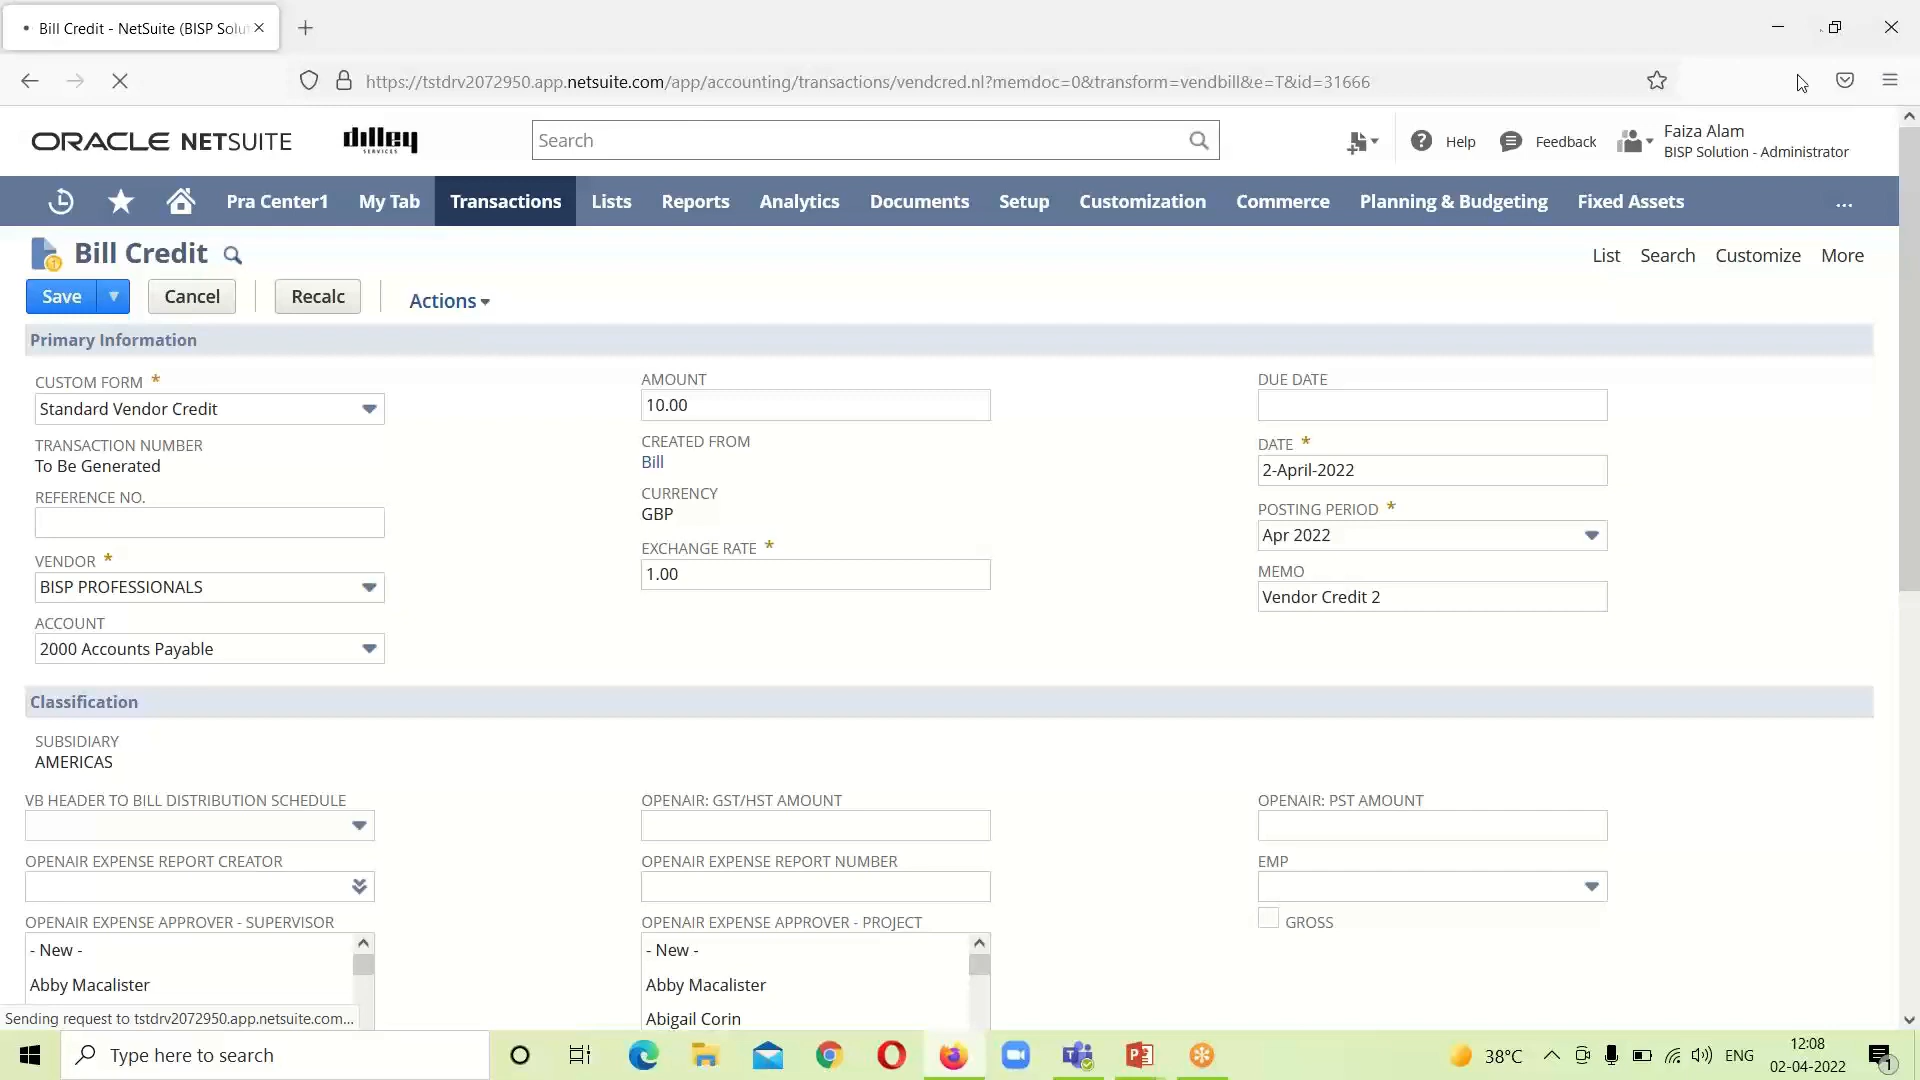 Bill Credit - NetSuite (BISP Solu
https://tstdrv2072950.app.netsuite.com/app/accounting/transactions/vendcred.nl?memdoc=0&transform=vendbill&e=T&id=31666
ORACLE NETSUITE
dilley
SERVICES
Search
Help
Feedback
Faiza Alam
BISP Solution - Administrator
Pra Center1
My Tab
Transactions
Lists
Reports
Analytics
Documents
Setup
Customization
Commerce
Planning & Budgeting
Fixed Assets
...
Bill Credit
List
Search
Customize
More
Save
Cancel
Recalc
Actions
Primary Information
CUSTOM FORM *
Standard Vendor Credit
TRANSACTION NUMBER
To Be Generated
REFERENCE NO.
VENDOR *
BISP PROFESSIONALS
ACCOUNT
2000 Accounts Payable
AMOUNT
10.00
CREATED FROM
Bill
CURRENCY
GBP
EXCHANGE RATE *
1.00
DUE DATE
DATE *
2-April-2022
POSTING PERIOD *
Apr 2022
MEMO
Vendor Credit 2
Classification
SUBSIDIARY
AMERICAS
VB HEADER TO BILL DISTRIBUTION SCHEDULE
OPENAIR: GST/HST AMOUNT
OPENAIR: PST AMOUNT
OPENAIR EXPENSE REPORT CREATOR
OPENAIR EXPENSE REPORT NUMBER
EMP
OPENAIR EXPENSE APPROVER - SUPERVISOR
- New -
Abby Macalister
OPENAIR EXPENSE APPROVER - PROJECT
- New -
Abby Macalister
Abigail Corin
GROSS
Sending request to tstdrv2072950.app.netsuite.com...
Type here to search
38°C
ENG
12:08
02-04-2022
1